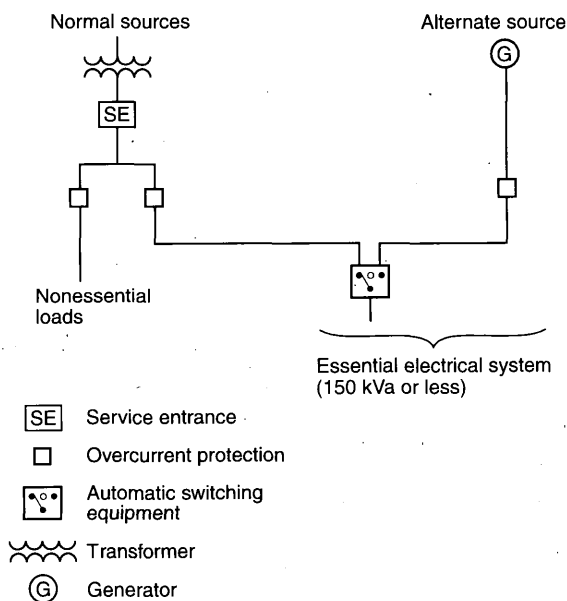 Normal sources
Alternate source
G
SE
Nonessential
loads
Essential electrical system
(150 kVa or less)
SE Service entrance
Overcurrent protection
Automatic switching
equipment
Transformer
G Generator